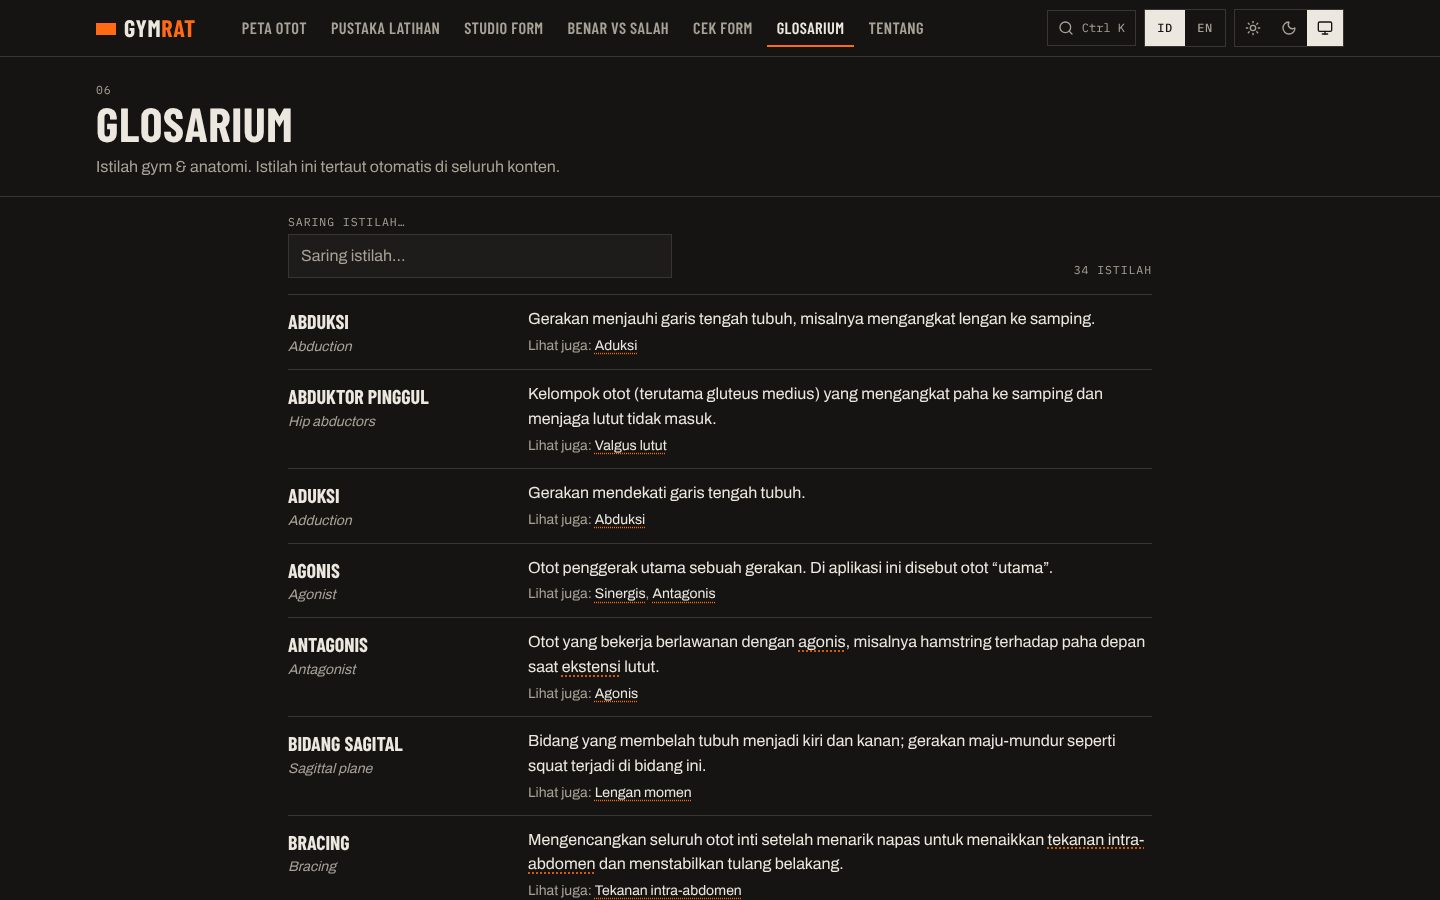 GYMRAT
PETA OTOT
PUSTAKA LATIHAN
STUDIO FORM
BENAR VS SALAH
CEK FORM
GLOSARIUM
TENTANG
Ctrl K
ID
EN
06
GLOSARIUM
Istilah gym & anatomi. Istilah ini tertaut otomatis di seluruh konten.
SARING ISTILAH…
Saring istilah…
34 ISTILAH
ABDUKSI
Abduction
Gerakan menjauhi garis tengah tubuh, misalnya mengangkat lengan ke samping.
Lihat juga: Aduksi
ABDUKTOR PINGGUL
Hip abductors
Kelompok otot (terutama gluteus medius) yang mengangkat paha ke samping dan
menjaga lutut tidak masuk.
Lihat juga: Valgus lutut
ADUKSI
Adduction
Gerakan mendekati garis tengah tubuh.
Lihat juga: Abduksi
AGONIS
Agonist
Otot penggerak utama sebuah gerakan. Di aplikasi ini disebut otot “utama”.
Lihat juga: Sinergis, Antagonis
ANTAGONIS
Antagonist
Otot yang bekerja berlawanan dengan agonis, misalnya hamstring terhadap paha depan
saat ekstensi lutut.
Lihat juga: Agonis
BIDANG SAGITAL
Sagittal plane
Bidang yang membelah tubuh menjadi kiri dan kanan; gerakan maju-mundur seperti
squat terjadi di bidang ini.
Lihat juga: Lengan momen
BRACING
Bracing
Mengencangkan seluruh otot inti setelah menarik napas untuk menaikkan tekanan intra-
abdomen dan menstabilkan tulang belakang.
Lihat juga: Tekanan intra-abdomen